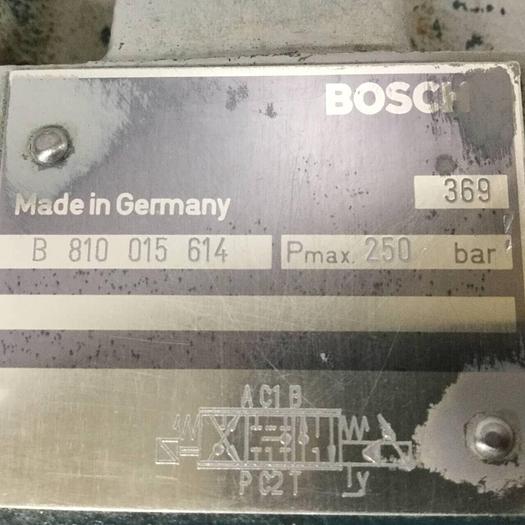 BOSCH
369
Made in Germany
B 810 015 614 Pmax. 250 bar
A C1 B
P C2 T Y